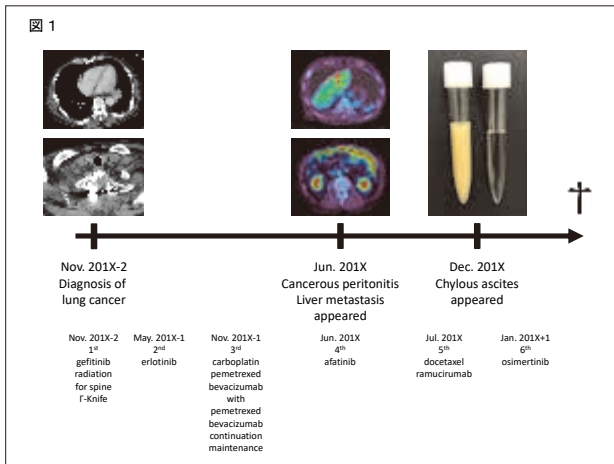 図 1
Nov. 201X-2
Diagnosis of
lung cancer
Jun. 201X
Cancerous peritonitis
Liver metastasis
appeared
Dec. 201X
Chylous ascites
appeared
Nov. 201X-2
1st
gefitinib
radiation
for spine
Γ-Knife
May. 201X-1
2nd
erlotinib
Nov. 201X-1
3rd
carboplatin
pemetrexed
bevacizumab
with
pemetrexed
bevacizumab
continuation
maintenance
Jun. 201X
4th
afatinib
Jul. 201X
5th
docetaxel
ramucirumab
Jan. 201X+1
6th
osimertinib